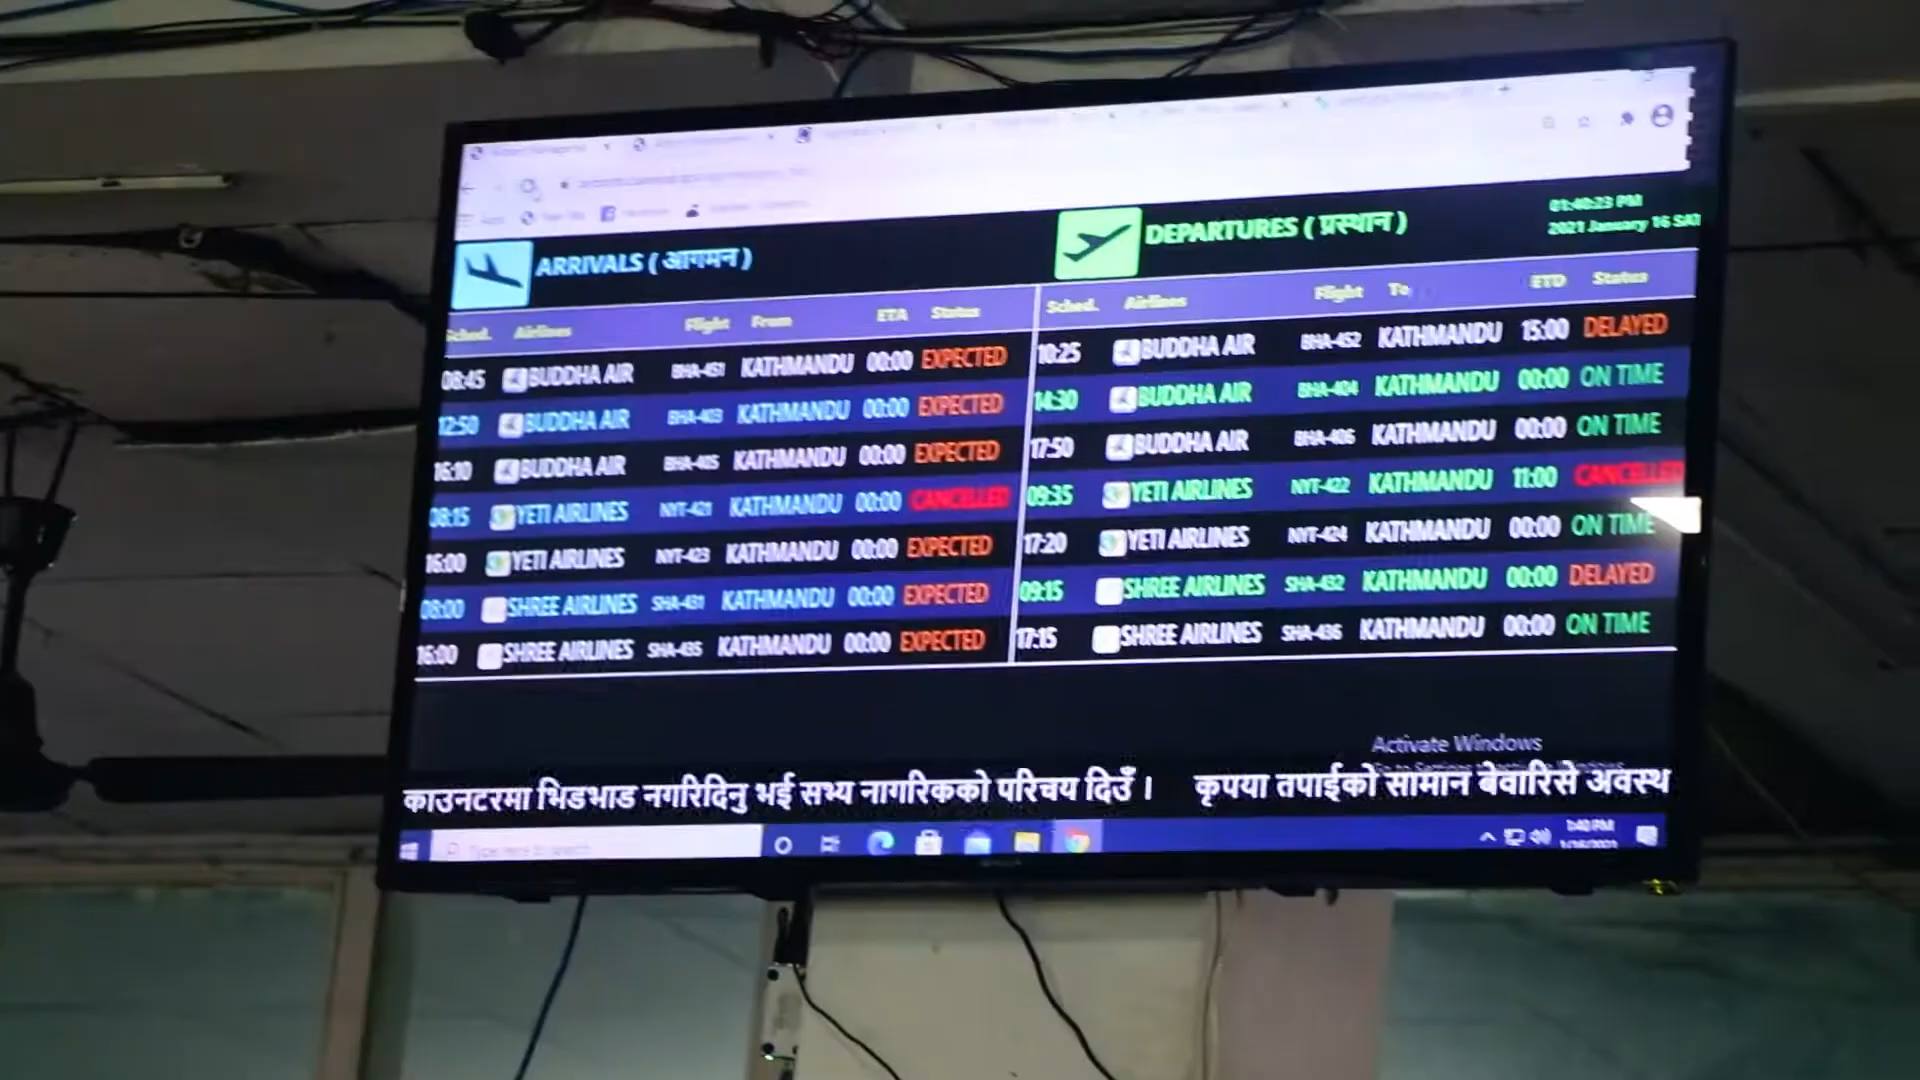 ARRIVALS ( आगमन )
DEPARTURES ( प्रस्थान )
01:40:23 PM
2021 January 16 SAT
Sched. Airlines Flight From ETA Status
08:45 BUDDHA AIR BHA-451 KATHMANDU 00:00 EXPECTED
12:50 BUDDHA AIR BHA-403 KATHMANDU 00:00 EXPECTED
16:10 BUDDHA AIR BHA-405 KATHMANDU 00:00 EXPECTED
08:15 YETI AIRLINES NYT-421 KATHMANDU 00:00 CANCELLED
16:00 YETI AIRLINES NYT-423 KATHMANDU 00:00 EXPECTED
08:00 SHREE AIRLINES SHA-431 KATHMANDU 00:00 EXPECTED
16:00 SHREE AIRLINES SHA-435 KATHMANDU 00:00 EXPECTED
Sched. Airlines Flight To ETD Status
10:25 BUDDHA AIR BHA-452 KATHMANDU 15:00 DELAYED
14:30 BUDDHA AIR BHA-404 KATHMANDU 00:00 ON TIME
17:50 BUDDHA AIR BHA-406 KATHMANDU 00:00 ON TIME
09:35 YETI AIRLINES NYT-422 KATHMANDU 11:00 CANCELLED
17:20 YETI AIRLINES NYT-424 KATHMANDU 00:00 ON TIME
09:15 SHREE AIRLINES SHA-432 KATHMANDU 00:00 DELAYED
17:15 SHREE AIRLINES SHA-436 KATHMANDU 00:00 ON TIME
Activate Windows
काउनटरमा भिडभाड नगरिदिनु भई सभ्य नागरिकको परिचय दिउँ । कृपया तपाईको सामान बेवारिसे अवस्थ
Type here to search
1:40 PM